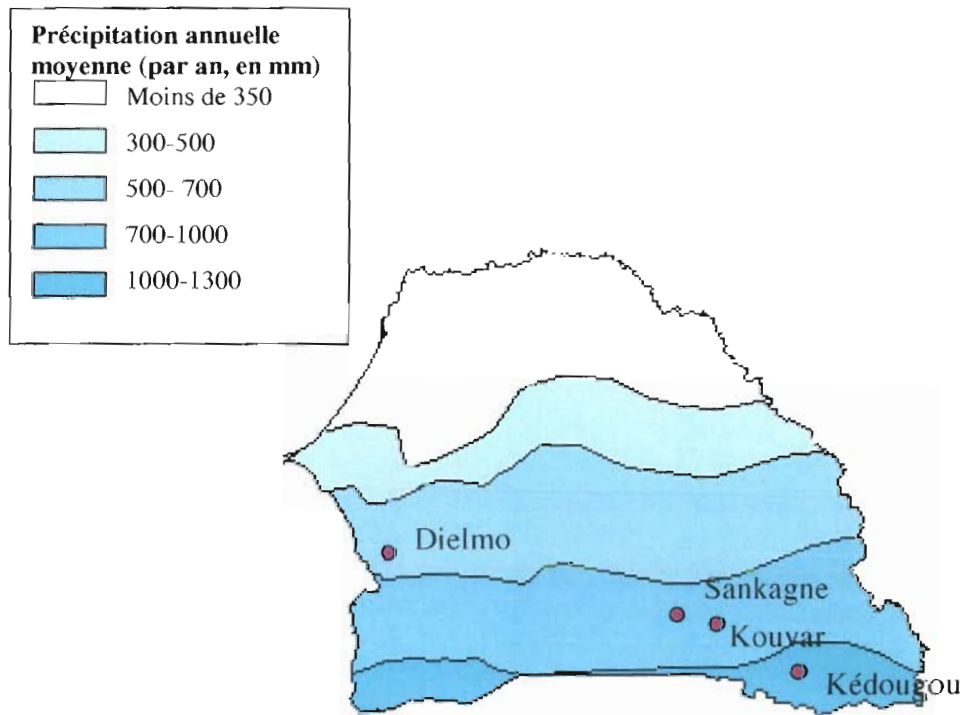 Précipitation annuelle
moyenne (par an, en mm)
Moins de 350
300-500
500- 700
700-1000
1000-1300
Dielmo
Sankagne
Kouvar
Kédougou